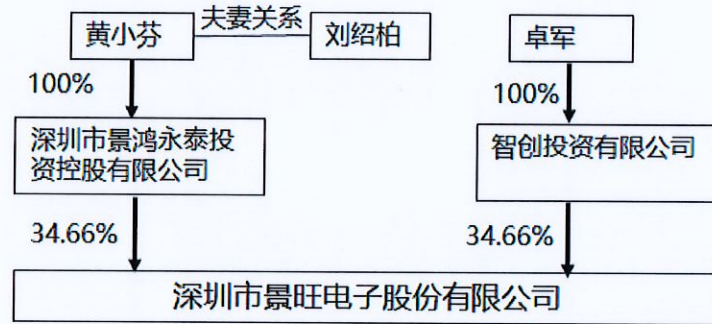 黄小芬
夫妻关系
刘绍柏
卓军
100%
100%
深圳市景鸿永泰投
资控股有限公司
智创投资有限公司
34.66%
34.66%
深圳市景旺电子股份有限公司